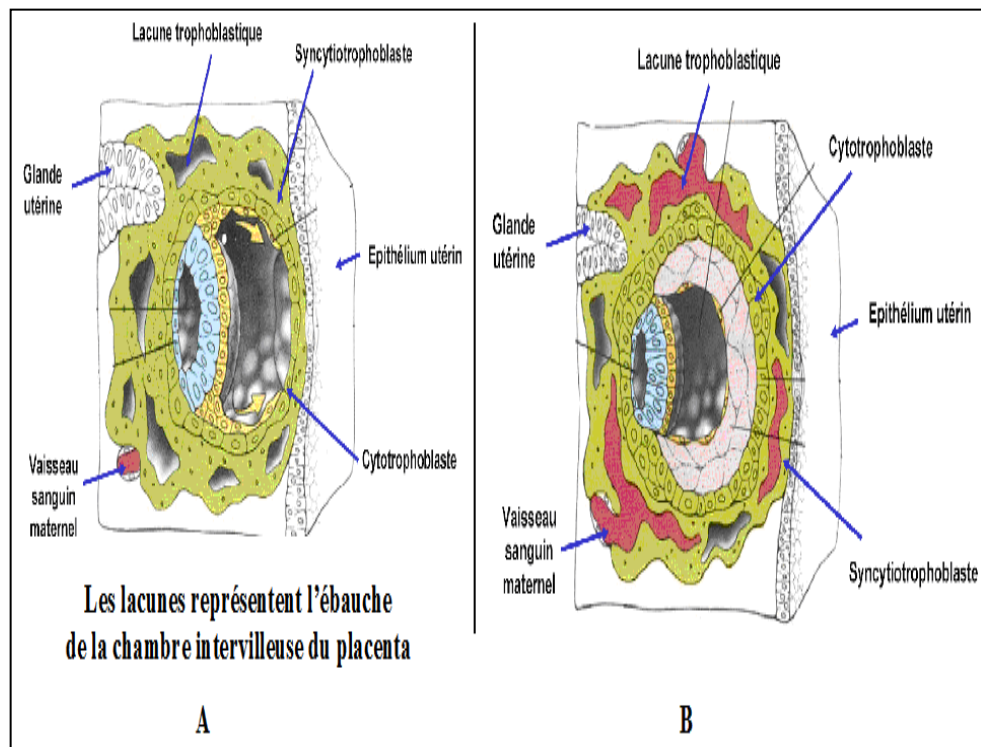 Lacune trophoblastique
Syncytiotrophoblaste
Glande
utérine
Epithélium utérin
Cytotrophoblaste
Vaisseau
sanguin
maternel
Les lacunes représentent l'ébauche
de la chambre intervilleuse du placenta
A
Lacune trophoblastique
Cytotrophoblaste
Glande
utérine
Epithélium utérin
Vaisseau
sanguin
maternel
Syncytiotrophoblaste
B